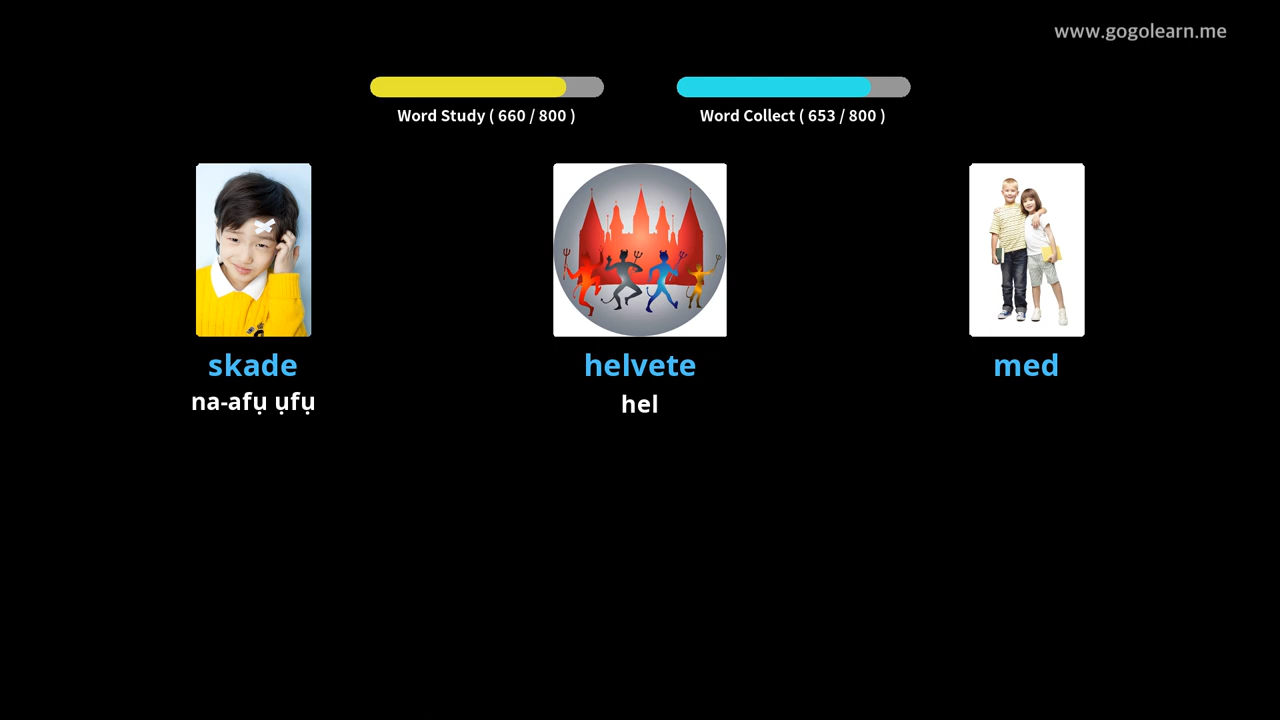 www.gogolearn.me
Word Study ( 660 / 800 )
Word Collect ( 653 / 800 )
skade
na-afụ ụfụ
helvete
hel
med